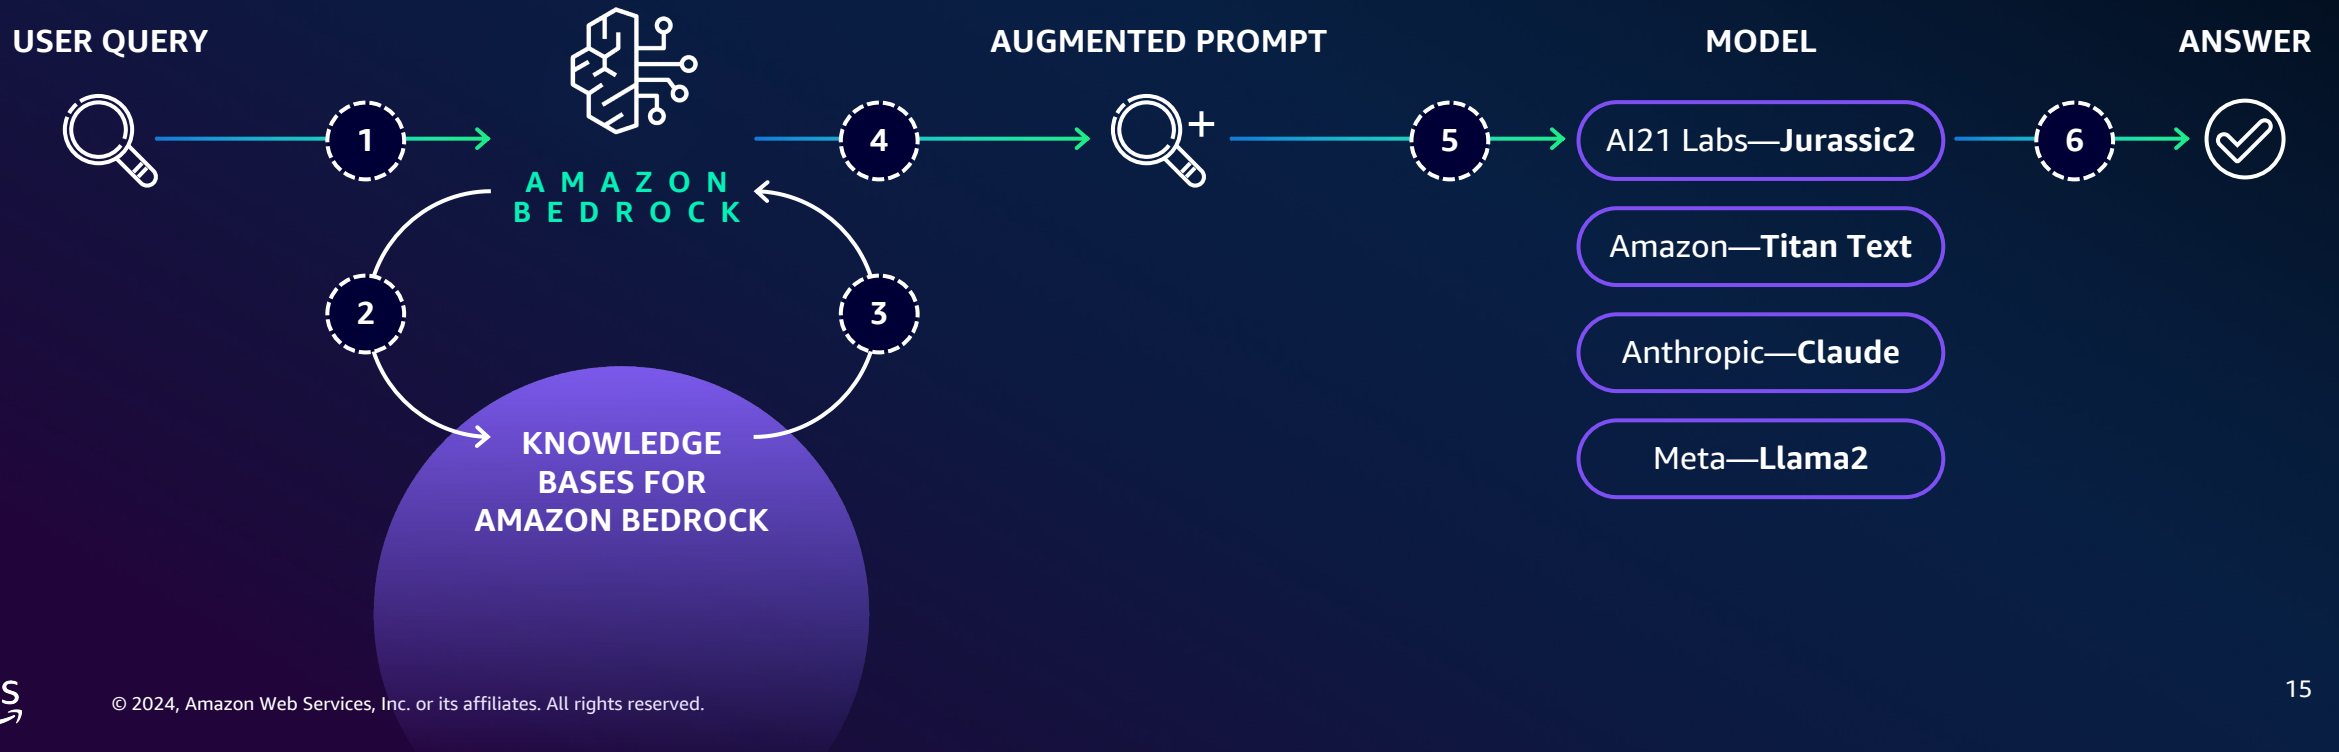 USER QUERY
AUGMENTED PROMPT
MODEL
ANSWER
1
4
5
6
AMAZON
BEDROCK
2
3
KNOWLEDGE
BASES FOR
AMAZON BEDROCK
AI21 Labs—Jurassic2
Amazon—Titan Text
Anthropic—Claude
Meta—Llama2
S
© 2024, Amazon Web Services, Inc. or its affiliates. All rights reserved.
15